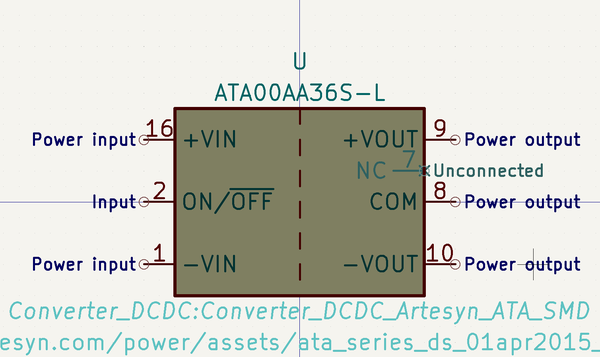 U
ATA00AA36S-L
Power input 16 +VIN +VOUT 9 Power output
NC 7 Unconnected
Input 2 ON/OFF COM 8 Power output
Power input 1 -VIN -VOUT 10 Power output
Converter_DCDC:Converter_DCDC_Artesyn_ATA_SMD
esyn.com/power/assets/ata_series_ds_01apr2015_